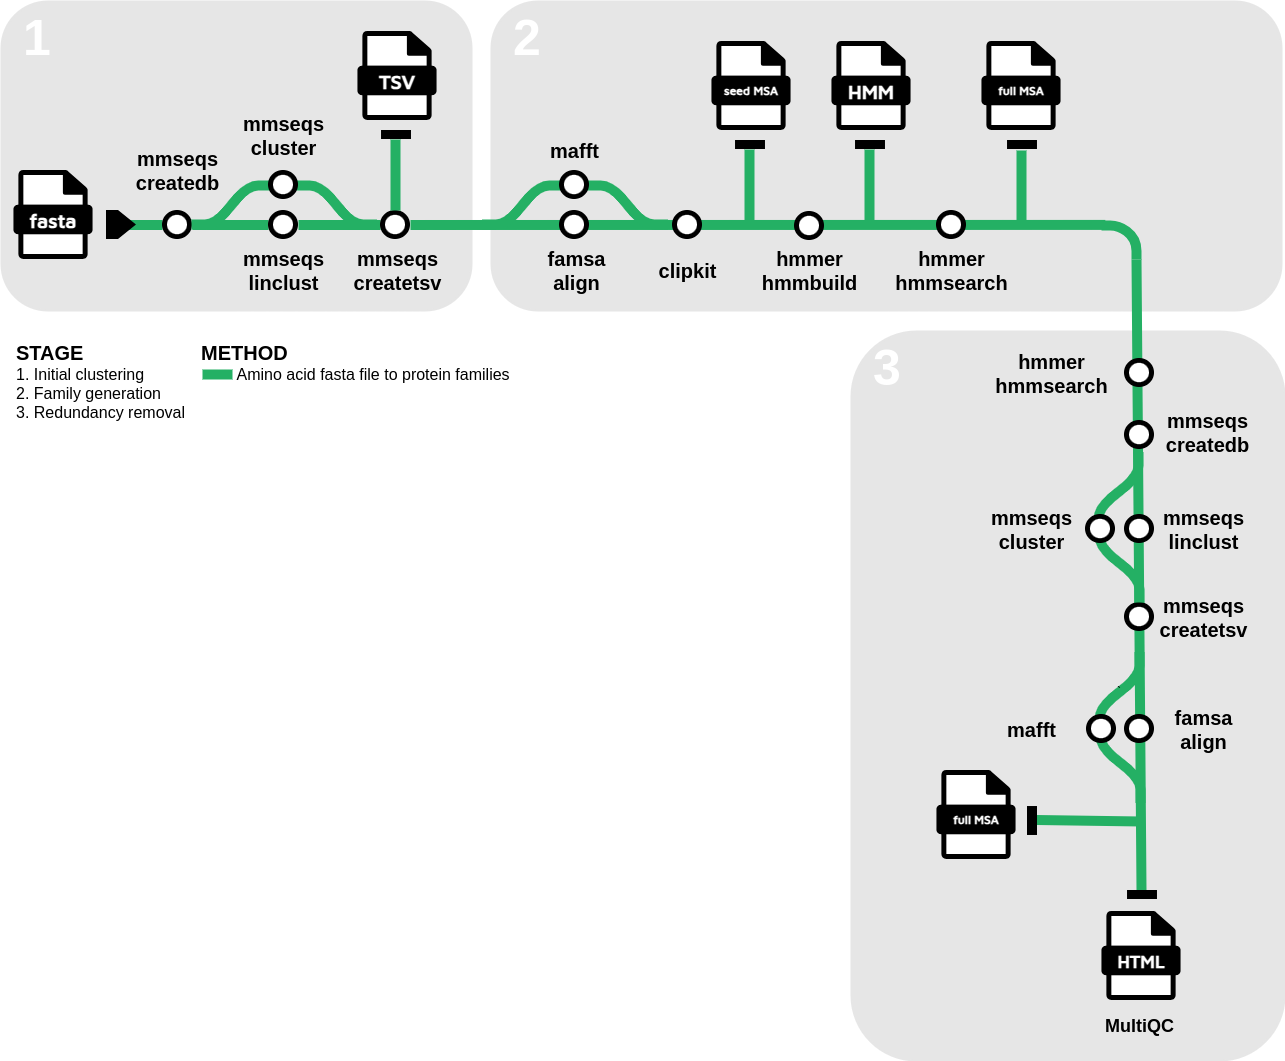 1
2
TSV
seed MSA
HMM
full MSA
mmseqs
cluster
mmseqs
createdb
mafft
fasta
mmseqs
linclust
mmseqs
createtsv
famsa
align
clipkit
hmmer
hmmbuild
hmmer
hmmsearch
STAGE
1. Initial clustering
2. Family generation
3. Redundancy removal
METHOD
Amino acid fasta file to protein families
3
hmmer
hmmsearch
mmseqs
createdb
mmseqs
cluster
mmseqs
linclust
mmseqs
createtsv
mafft
famsa
align
full MSA
HTML
MultiQC